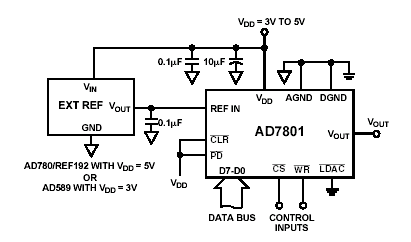 V_DD = 3V TO 5V
0.1µF
10µF
V_IN
EXT REF
V_OUT
GND
0.1µF
AD780/REF192 WITH V_DD = 5V
OR
AD589 WITH V_DD = 3V
REF IN
V_DD
AGND
DGND
AD7801
V_OUT
V_OUT
CLR
PD
V_DD
D7-D0
CS
WR
LDAC
DATA BUS
CONTROL
INPUTS